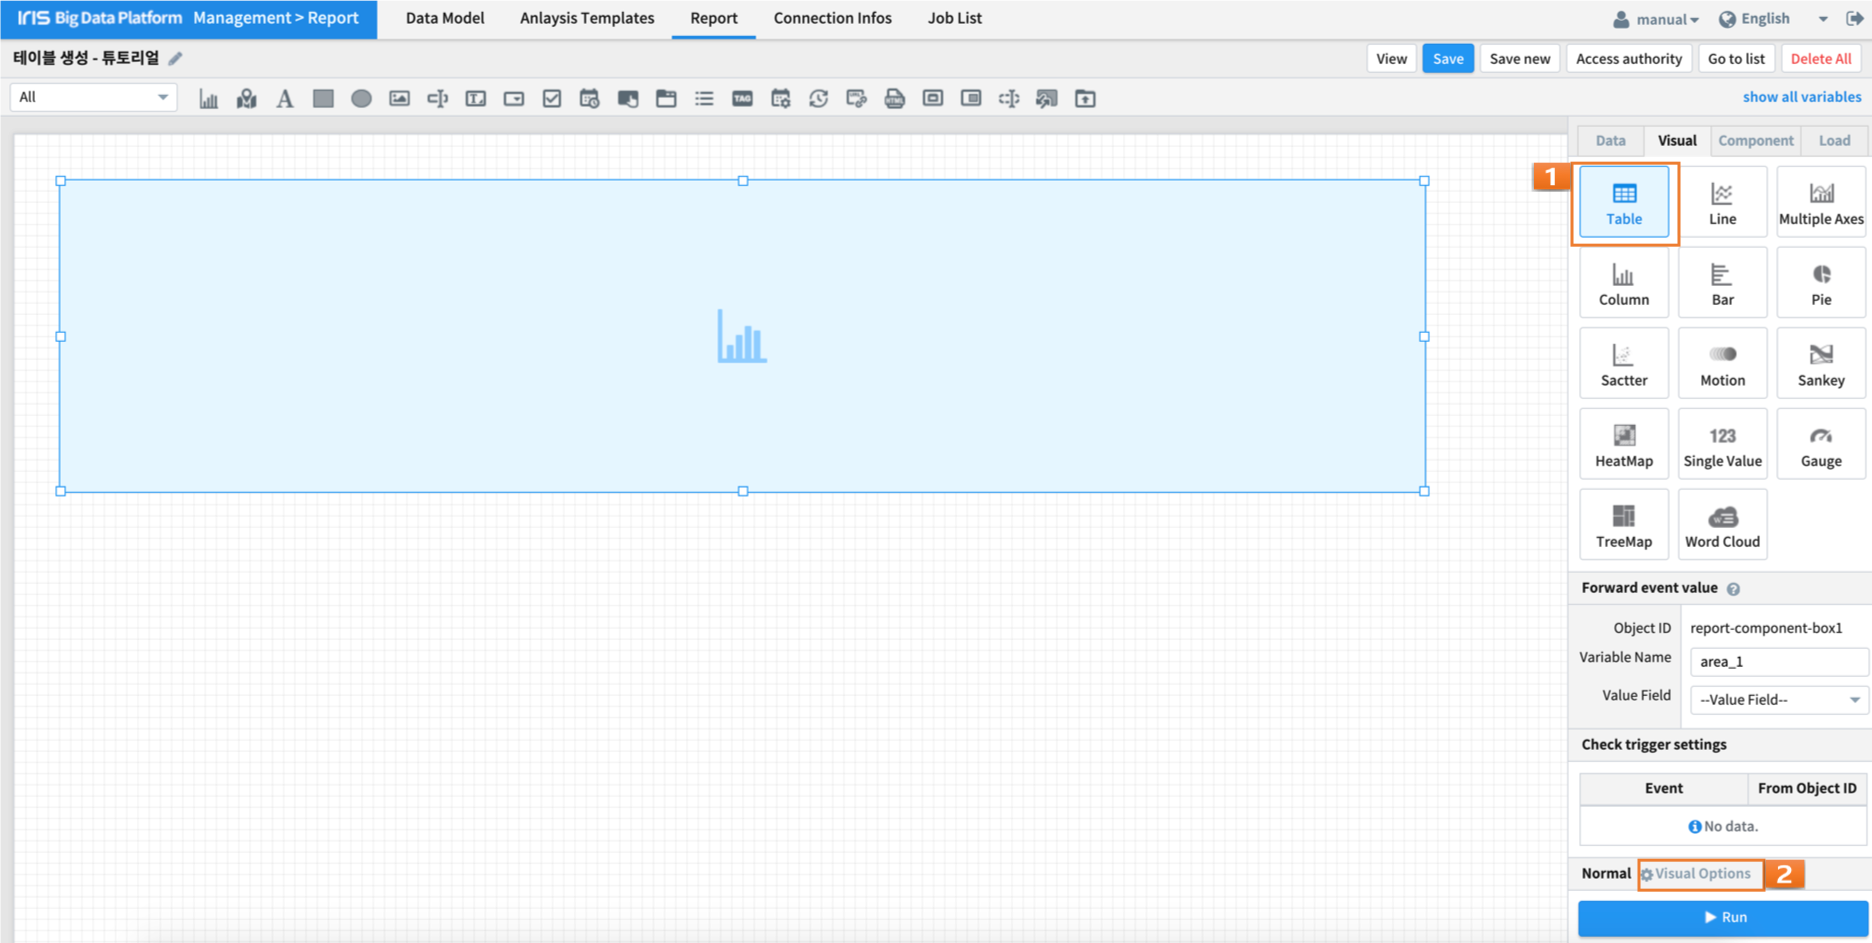 IRIS Big Data Platform Management > Report Data Model Anlaysis Templates Report Connection Infos Job List manual English
테이블 생성 - 튜토리얼 View Save Save new Access authority Go to list Delete All
All A T TAG HTML show all variables
Data Visual Component Load
1
Table Line Multiple Axes
Column Bar Pie
Sactter Motion Sankey
123
HeatMap Single Value Gauge
W
TreeMap Word Cloud
Forward event value ?
Object ID report-component-box1
Variable Name area_1
Value Field --Value Field--
Check trigger settings
Event From Object ID
No data.
Normal Visual Options 2
Run